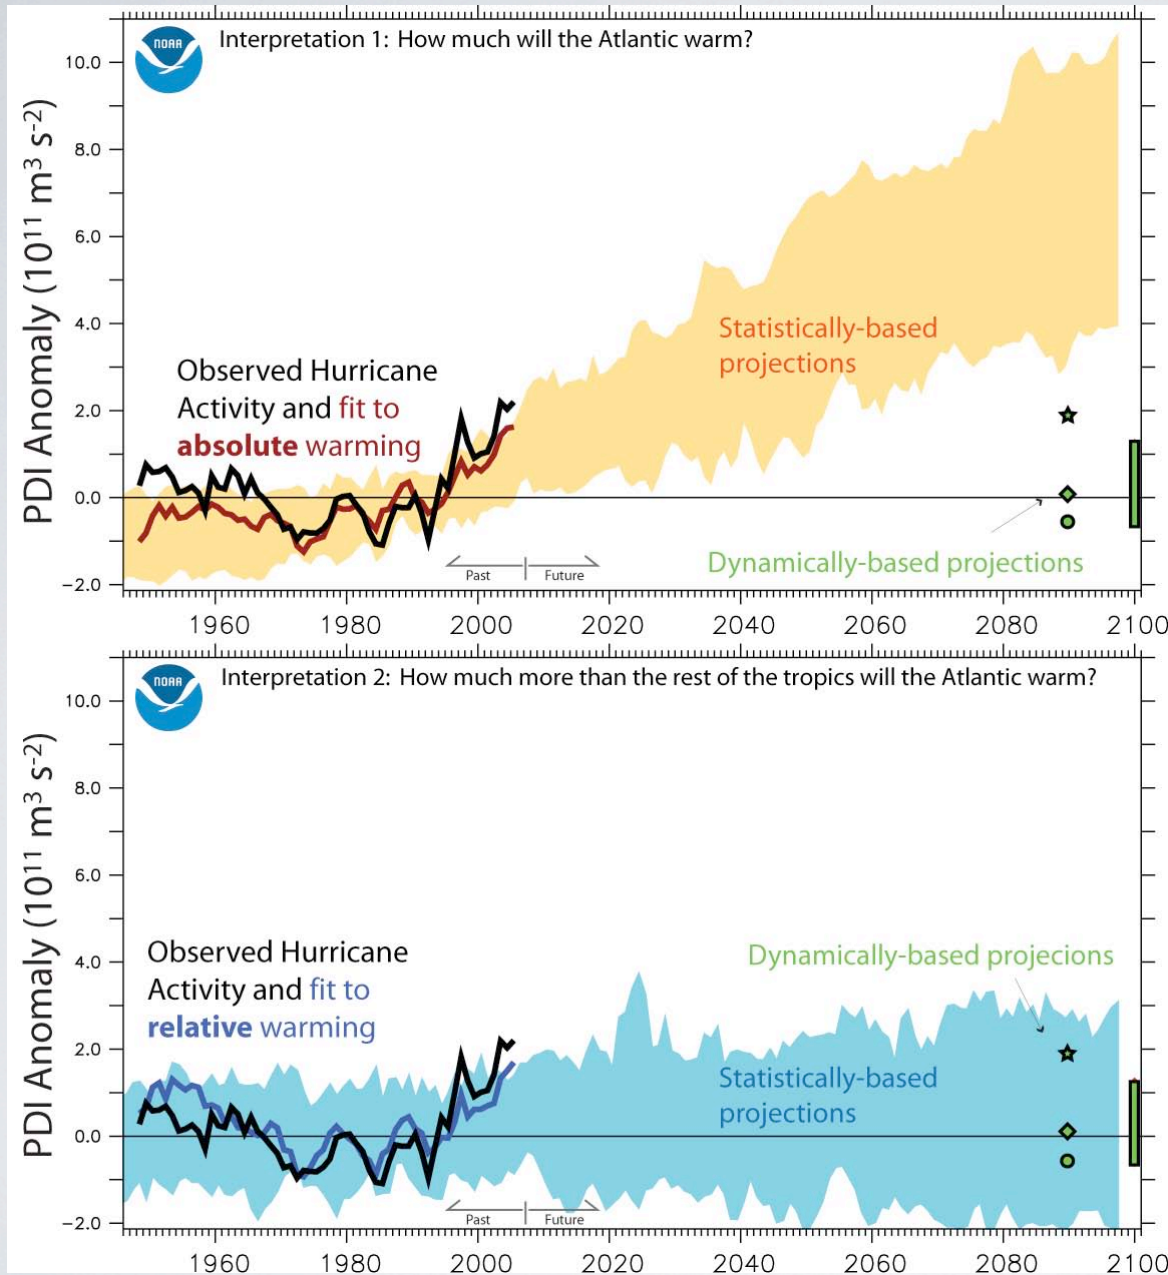 NOAA
Interpretation 1: How much will the Atlantic warm?
PDI Anomaly (10¹¹ m³ s⁻²)
10.0
8.0
6.0
4.0
2.0
0.0
−2.0
Statistically-based
projections
Observed Hurricane
Activity and fit to
absolute warming
Past
Future
Dynamically-based projections
1960 1980 2000 2020 2040 2060 2080 2100
NOAA
Interpretation 2: How much more than the rest of the tropics will the Atlantic warm?
PDI Anomaly (10¹¹ m³ s⁻²)
10.0
8.0
6.0
4.0
2.0
0.0
−2.0
Observed Hurricane
Activity and fit to
relative warming
Dynamically-based projecions
Statistically-based
projections
Past
Future
1960 1980 2000 2020 2040 2060 2080 2100